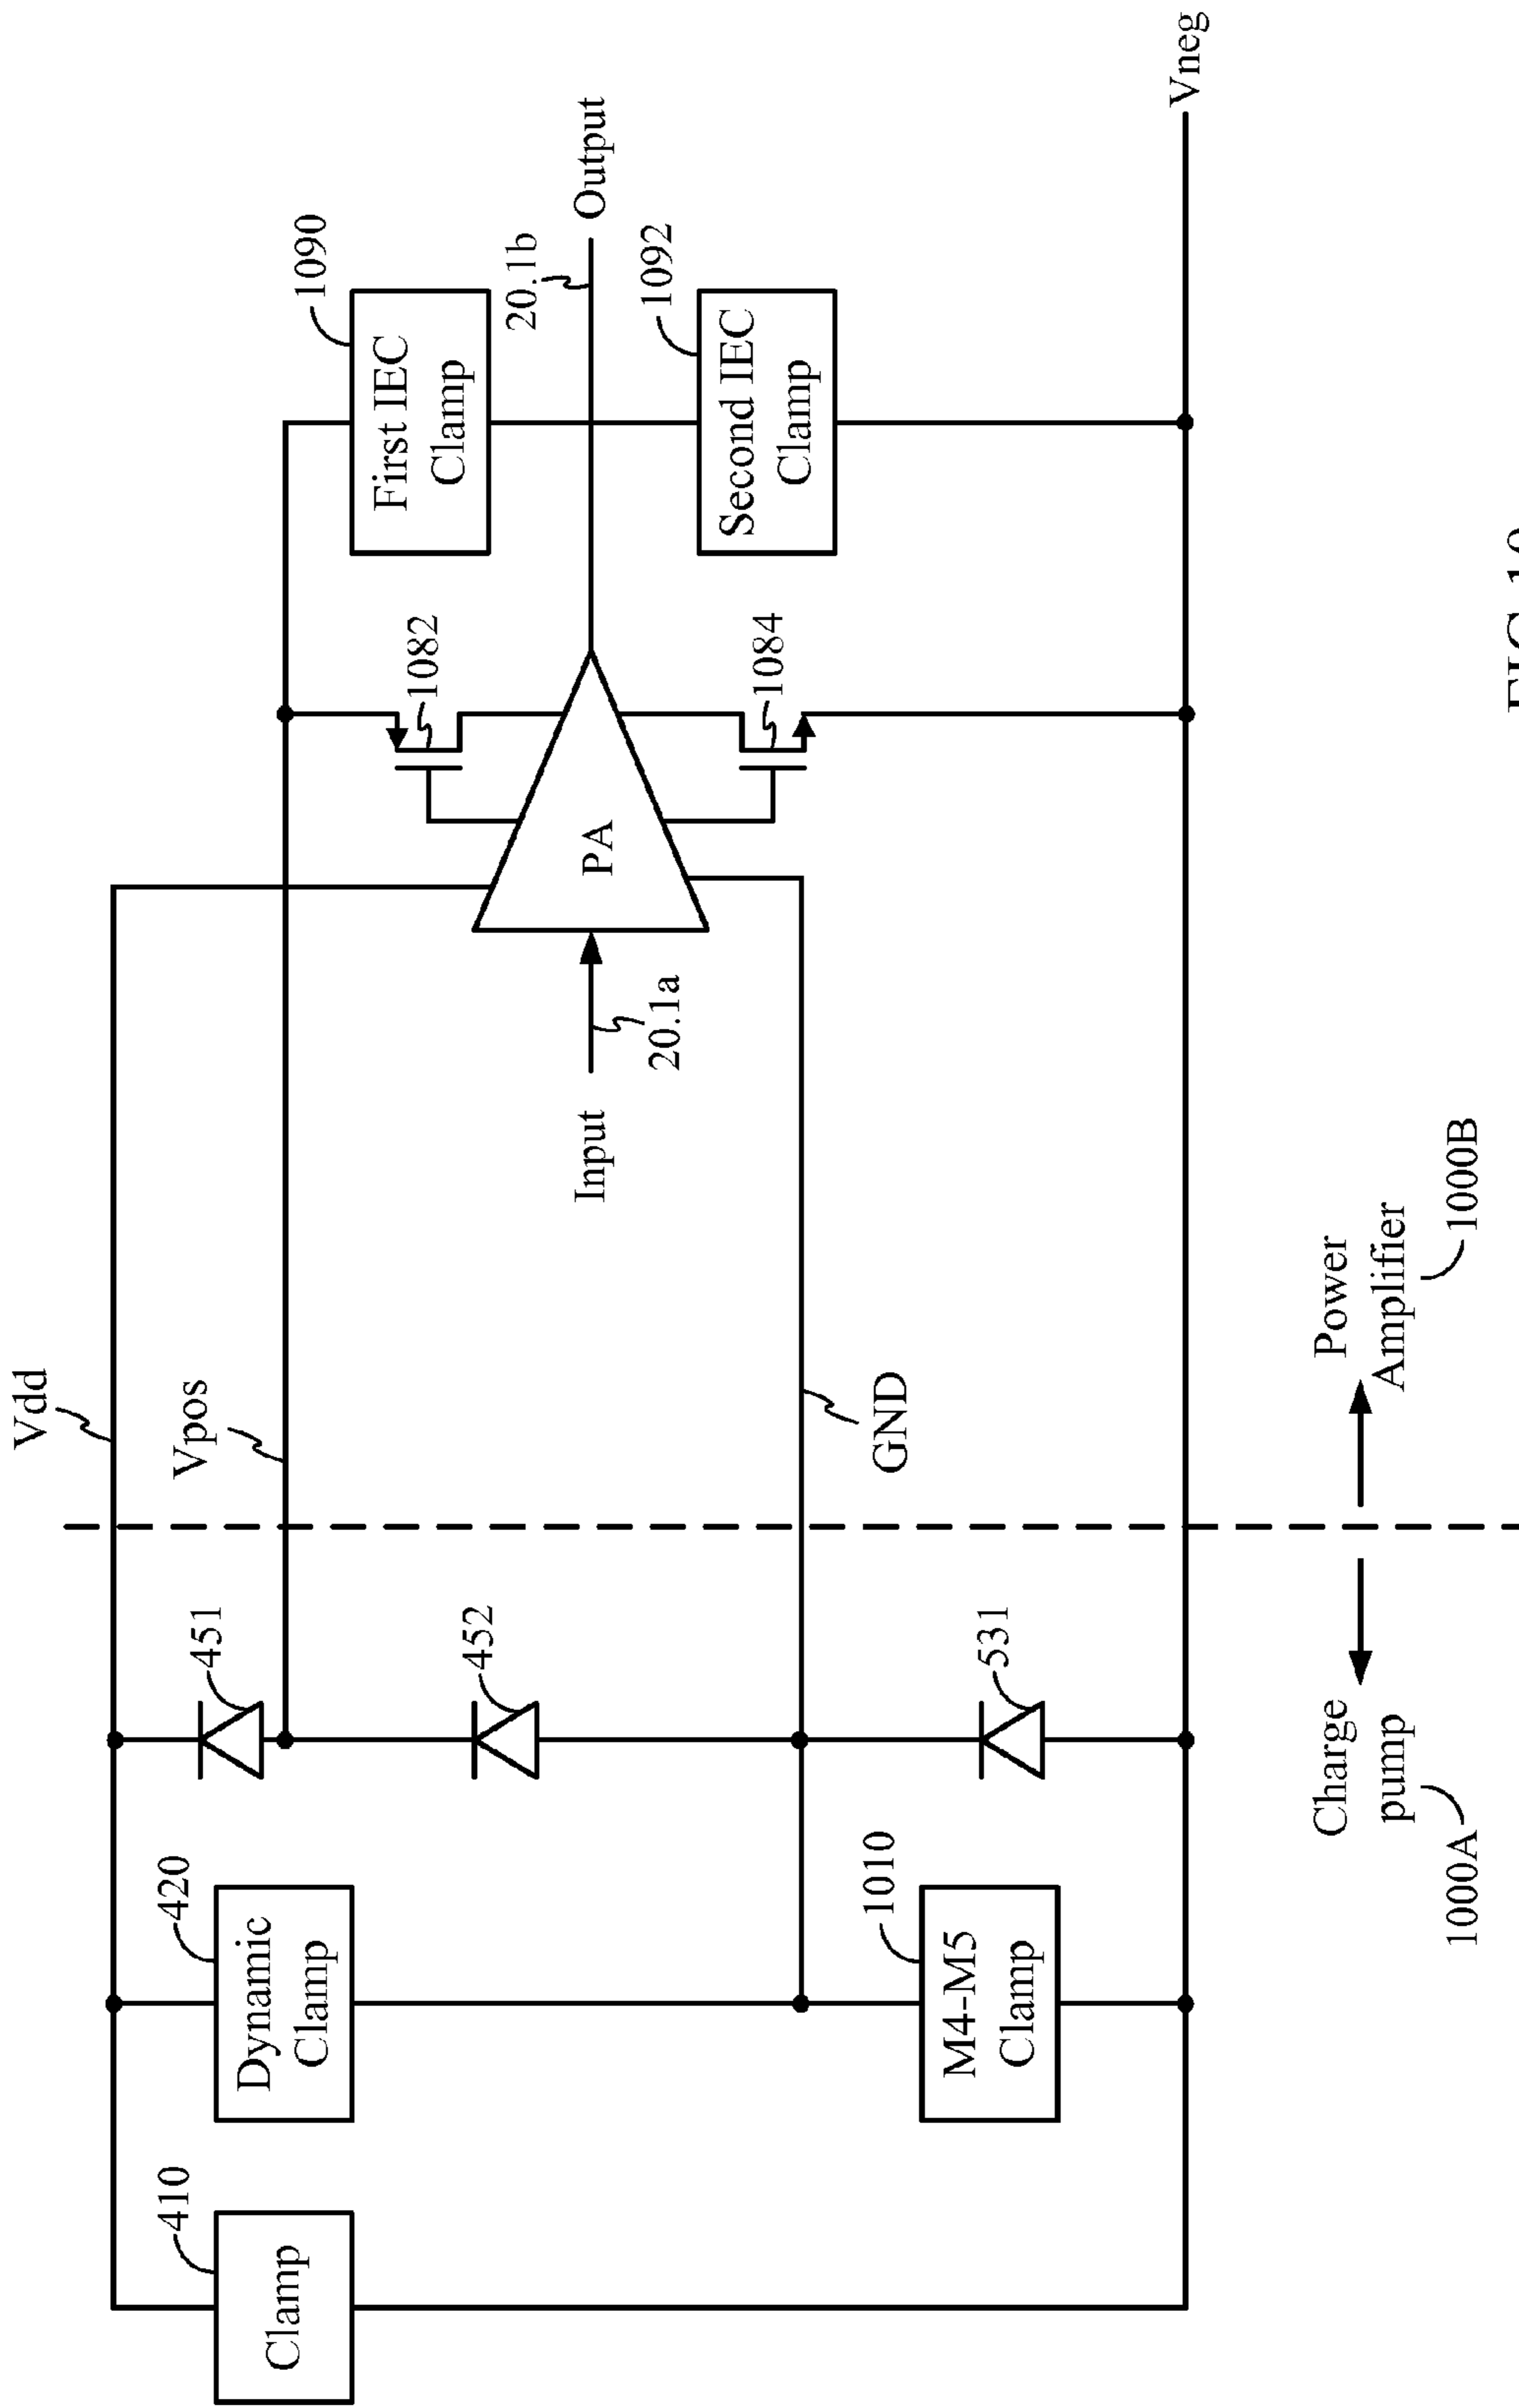 Vdd
Vpos
GND
Vneg
410
Clamp
420
Dynamic
Clamp
1010
M4-M5
Clamp
451
452
531
Input
20.1a
PA
1082
1084
20.1b
Output
1090
First IEC
Clamp
1092
Second IEC
Clamp
Charge
pump
1000A
Power
Amplifier
1000B